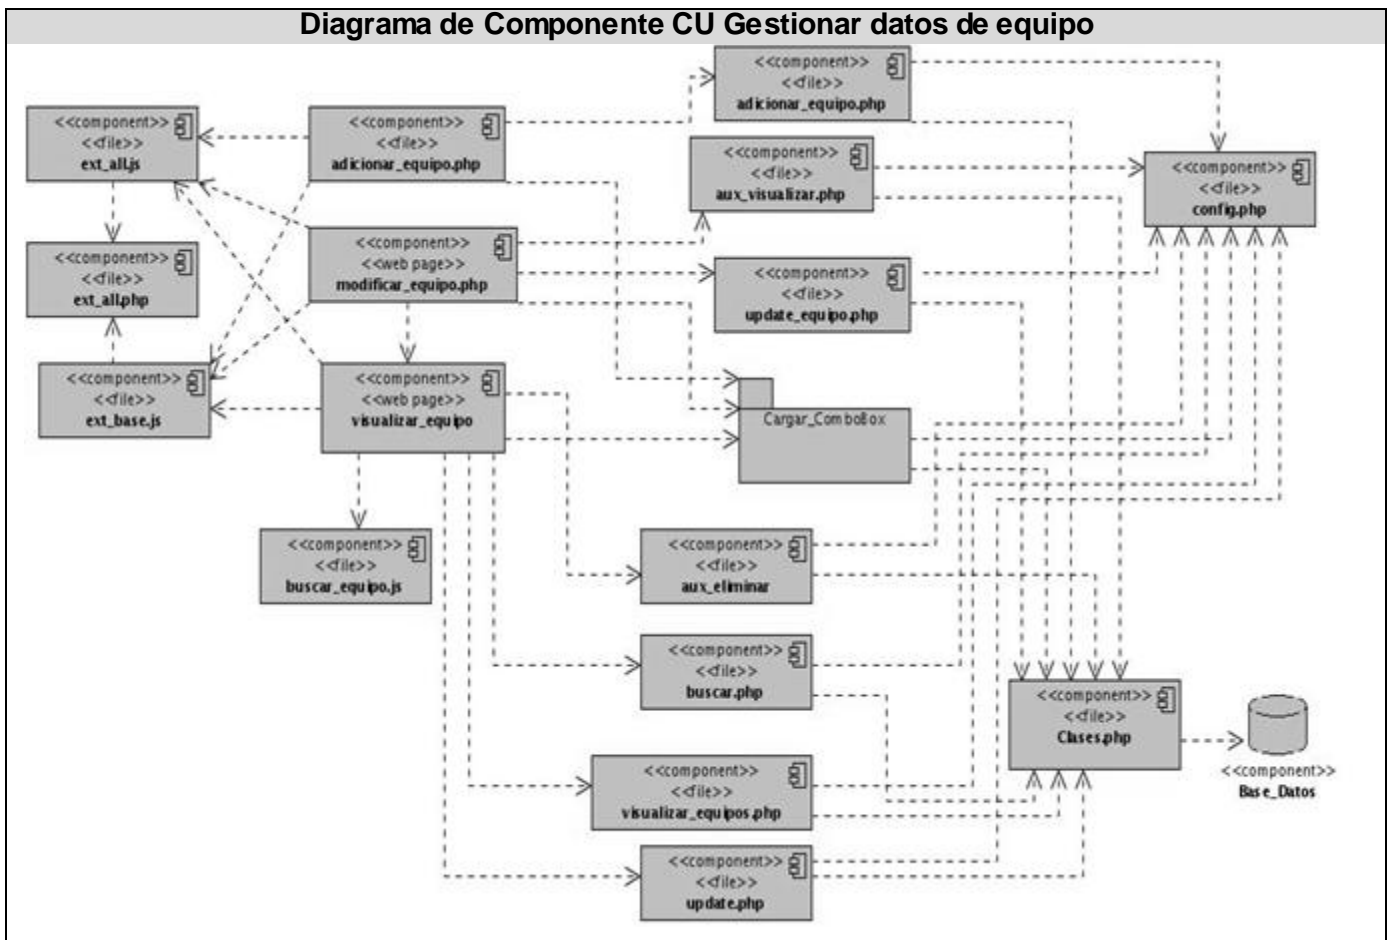 Diagrama de Componente CU Gestionar datos de equipo
<<component>>
<<file>>
adicionar_equipo.php
<<component>>
<<file>>
ext_all.js
<<component>>
<<file>>
adicionar_equipo.php
<<component>>
<<file>>
aux_visualizar.php
<<component>>
<<file>>
config.php
<<component>>
<<file>>
ext_all.php
<<component>>
<<web page>>
modificar_equipo.php
<<component>>
<<file>>
update_equipo.php
<<component>>
<<file>>
ext_base.js
<<component>>
<<web page>>
visualizar_equipo
Cargar_ComboBox
<<component>>
<<file>>
buscar_equipo.js
<<component>>
<<file>>
aux_eliminar
<<component>>
<<file>>
buscar.php
<<component>>
<<file>>
Clases.php
<<component>>
Base_Datos
<<component>>
<<file>>
visualizar_equipos.php
<<component>>
<<file>>
update.php